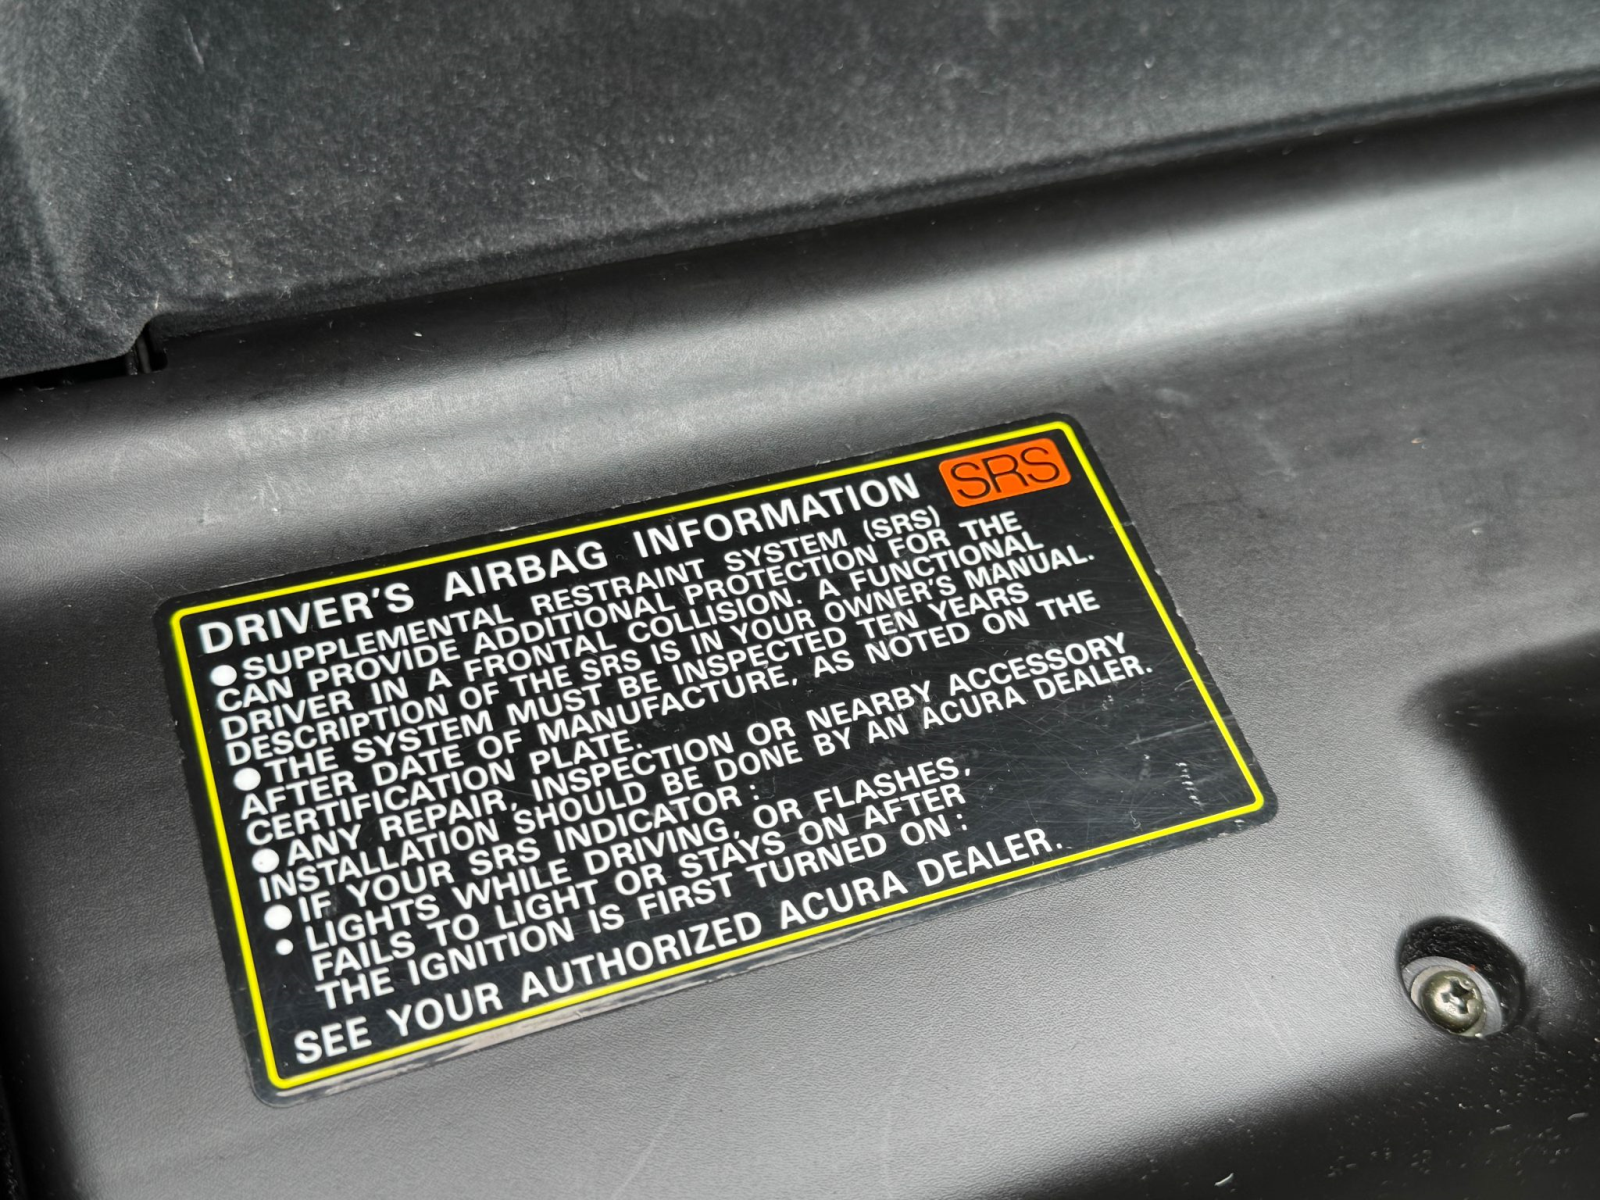 DRIVER'S AIRBAG INFORMATION SRS
●SUPPLEMENTAL RESTRAINT SYSTEM (SRS)
CAN PROVIDE ADDITIONAL PROTECTION FOR THE
DRIVER IN A FRONTAL COLLISION. A FUNCTIONAL
DESCRIPTION OF THE SRS IS IN YOUR OWNER'S MANUAL.
●THE SYSTEM MUST BE INSPECTED TEN YEARS
AFTER DATE OF MANUFACTURE, AS NOTED ON THE
CERTIFICATION PLATE.
●ANY REPAIR, INSPECTION OR NEARBY ACCESSORY
INSTALLATION SHOULD BE DONE BY AN ACURA DEALER.
●IF YOUR SRS INDICATOR:
• LIGHTS WHILE DRIVING, OR FLASHES,
FAILS TO LIGHT OR STAYS ON AFTER
THE IGNITION IS FIRST TURNED ON:
SEE YOUR AUTHORIZED ACURA DEALER.